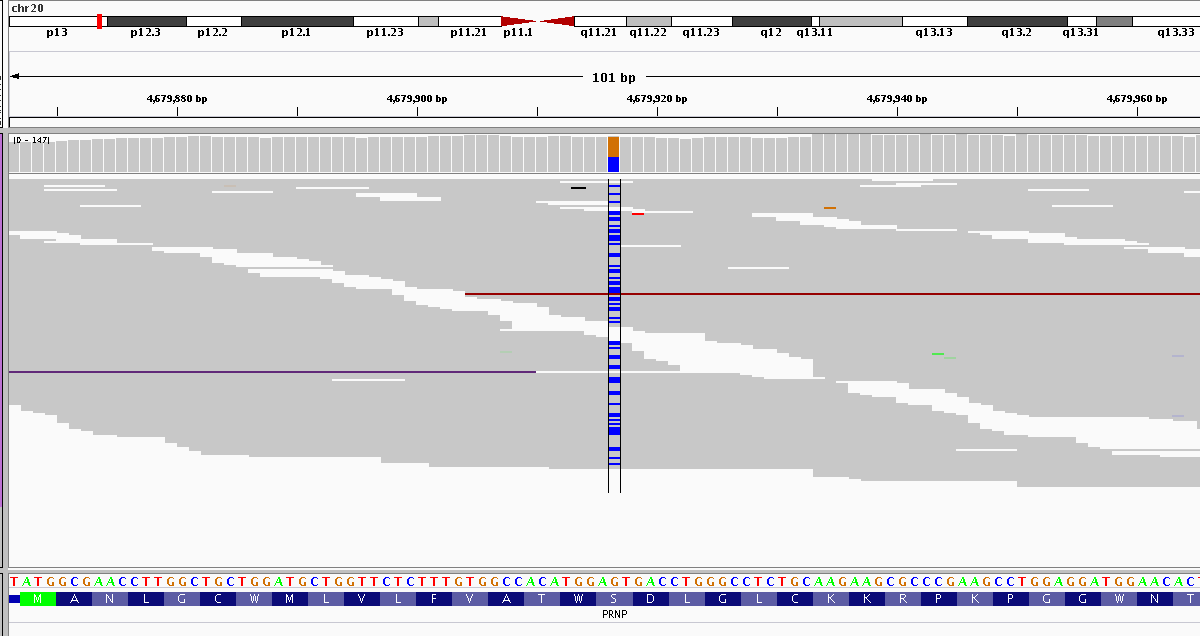 chr20
p13 p12.3 p12.2 p12.1 p11.23 p11.21 p11.1 q11.21 q11.22 q11.23 q12 q13.11 q13.13 q13.2 q13.31 q13.33
101 bp
4,679,880 bp 4,679,900 bp 4,679,920 bp 4,679,940 bp 4,679,960 bp
[0 - 147]
TATGGCGAACCTTGGCTGCTGGATGCTGGTTCTCTTTGTGGCCACATGGAGTGACCTGGGCCTCTGCAAGAAGCGCCCGAAGCCTGGAGGATGGAACACT
M A N L G C W M L V L F V A T W S D L G L C K K R P K P G G W N T
PRNP